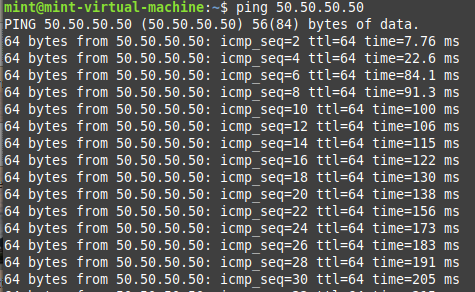 mint@mint-virtual-machine:~$ ping 50.50.50.50
PING 50.50.50.50 (50.50.50.50) 56(84) bytes of data.
64 bytes from 50.50.50.50: icmp_seq=2 ttl=64 time=7.76 ms
64 bytes from 50.50.50.50: icmp_seq=4 ttl=64 time=22.6 ms
64 bytes from 50.50.50.50: icmp_seq=6 ttl=64 time=84.1 ms
64 bytes from 50.50.50.50: icmp_seq=8 ttl=64 time=91.3 ms
64 bytes from 50.50.50.50: icmp_seq=10 ttl=64 time=100 ms
64 bytes from 50.50.50.50: icmp_seq=12 ttl=64 time=106 ms
64 bytes from 50.50.50.50: icmp_seq=14 ttl=64 time=115 ms
64 bytes from 50.50.50.50: icmp_seq=16 ttl=64 time=122 ms
64 bytes from 50.50.50.50: icmp_seq=18 ttl=64 time=130 ms
64 bytes from 50.50.50.50: icmp_seq=20 ttl=64 time=138 ms
64 bytes from 50.50.50.50: icmp_seq=22 ttl=64 time=156 ms
64 bytes from 50.50.50.50: icmp_seq=24 ttl=64 time=173 ms
64 bytes from 50.50.50.50: icmp_seq=26 ttl=64 time=183 ms
64 bytes from 50.50.50.50: icmp_seq=28 ttl=64 time=191 ms
64 bytes from 50.50.50.50: icmp_seq=30 ttl=64 time=205 ms